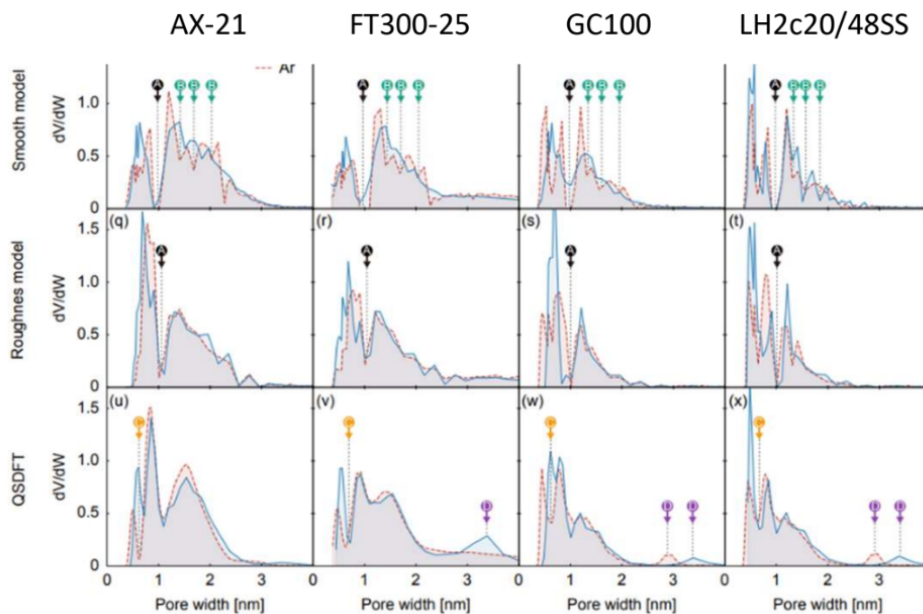 AX-21 FT300-25 GC100 LH2c20/48SS
Ar
A B B B A B B B A B B B A B B B
Smooth model
dV/dW
1.0
0.5
0
(q) (r) (s) (t)
Roughnes model
dV/dW
1.5
1.0
0.5
0
A A A A
(u) (v) (w) (x)
QSDFT
dV/dW
1.5
1.0
0.5
0
0 1 2 3 0 1 2 3 0 1 2 3 0 1 2 3
Pore width [nm] Pore width [nm] Pore width [nm] Pore width [nm]